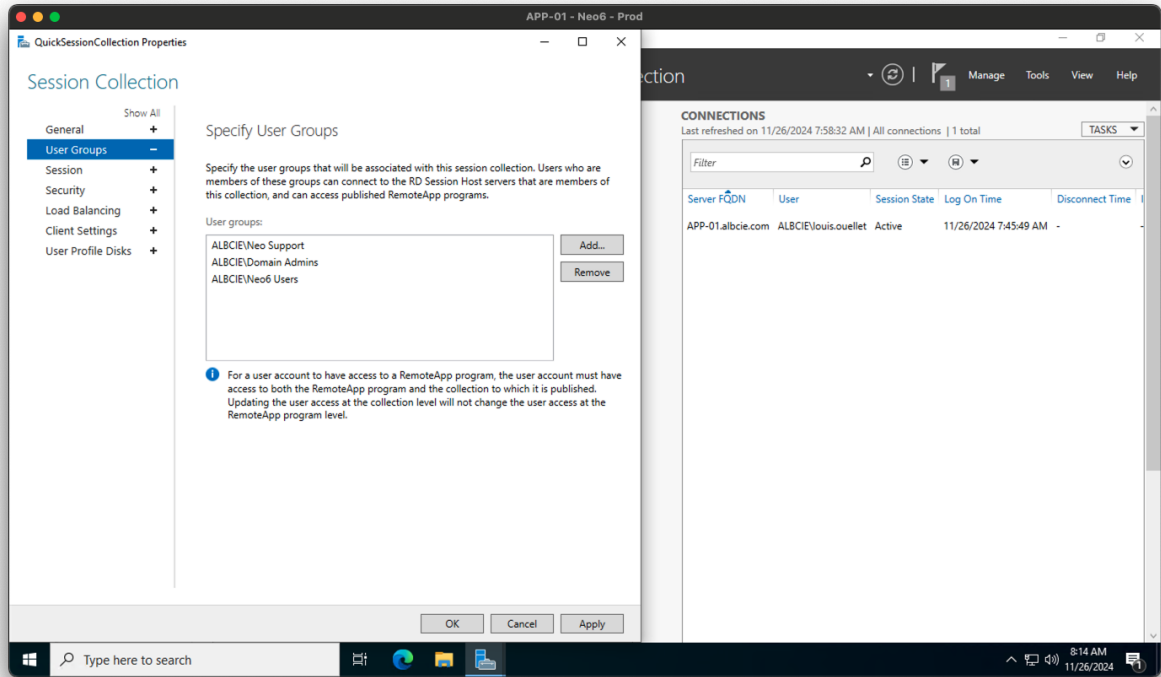 APP-01 - Neo6 - Prod
QuickSessionCollection Properties
Session Collection
Show All
General +
User Groups −
Session +
Security +
Load Balancing +
Client Settings +
User Profile Disks +
Specify User Groups
Specify the user groups that will be associated with this session collection. Users who are
members of these groups can connect to the RD Session Host servers that are members of
this collection, and can access published RemoteApp programs.
User groups:
ALBCIE\Neo Support
ALBCIE\Domain Admins
ALBCIE\Neo6 Users
Add...
Remove
For a user account to have access to a RemoteApp program, the user account must have
access to both the RemoteApp program and the collection to which it is published.
Updating the user access at the collection level will not change the user access at the
RemoteApp program level.
OK Cancel Apply
ction
1
Manage Tools View Help
CONNECTIONS
Last refreshed on 11/26/2024 7:58:32 AM | All connections | 1 total
TASKS
Filter
Server FQDN User Session State Log On Time Disconnect Time
APP-01.albcie.com ALBCIE\louis.ouellet Active 11/26/2024 7:45:49 AM - -
Type here to search
8:14 AM
11/26/2024
1